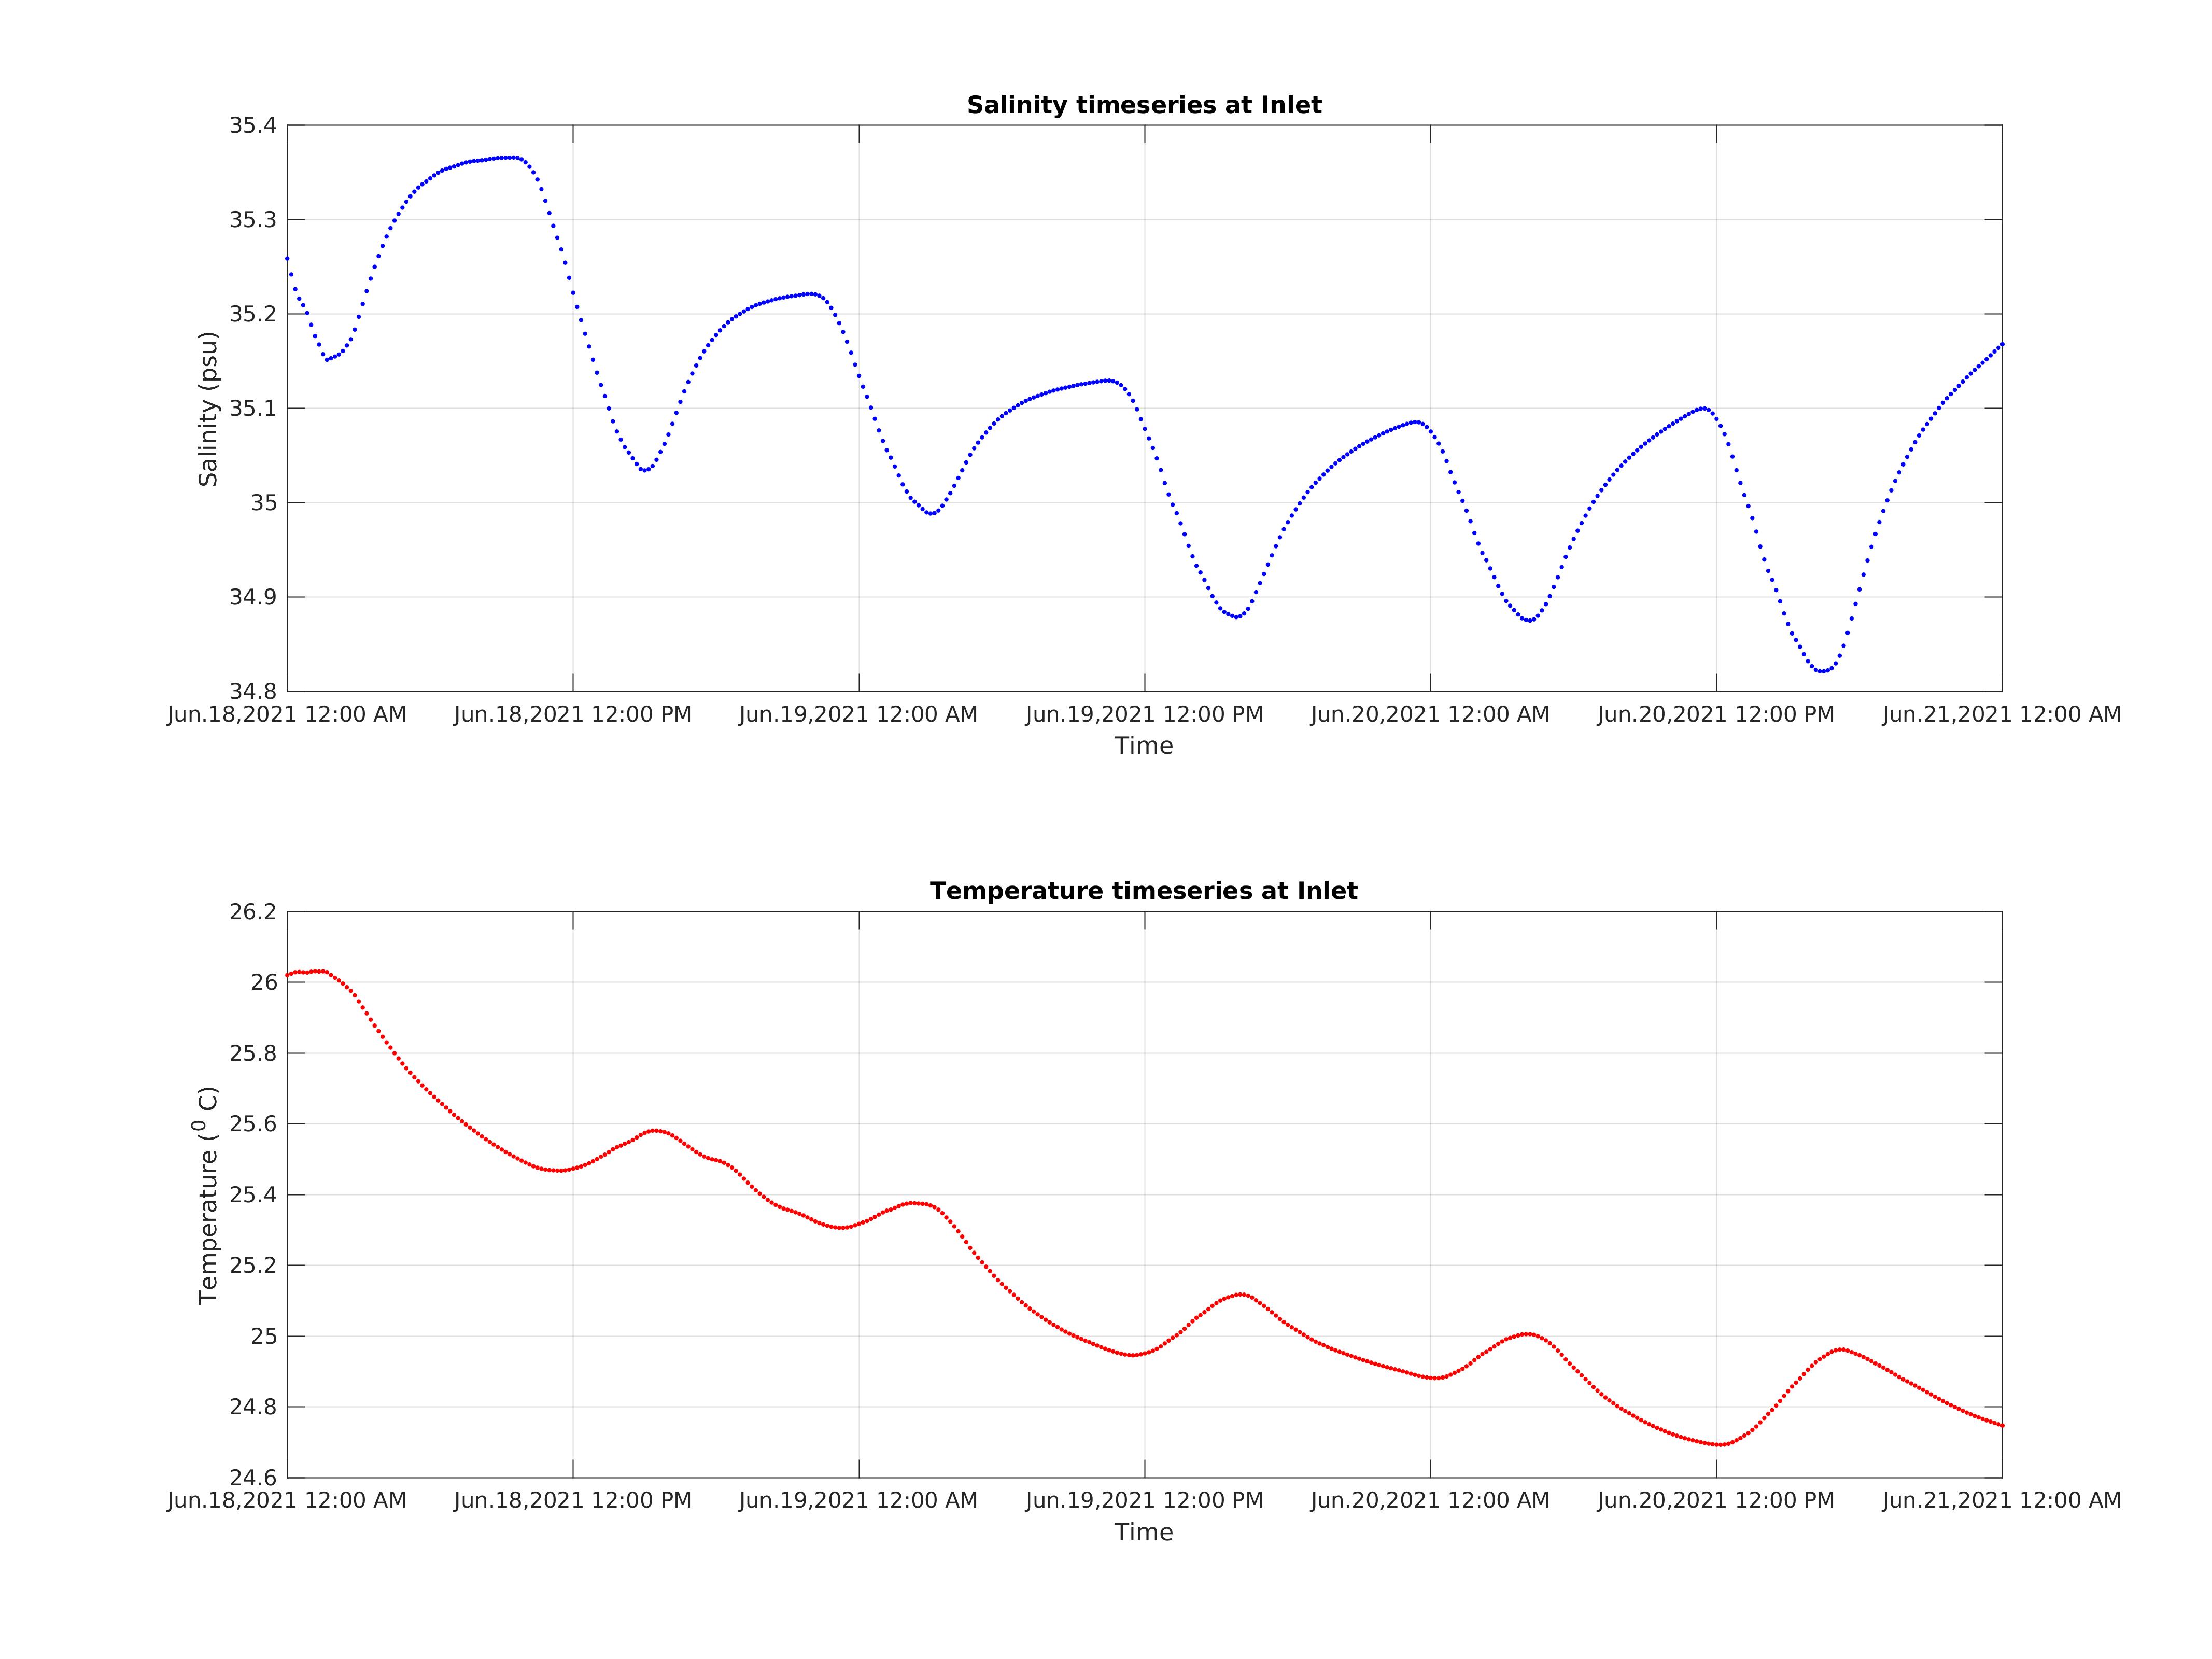 Salinity timeseries at Inlet
35.4
35.3
35.2
35.1
35
34.9
34.8
Salinity (psu)
Jun.18,2021 12:00 AM Jun.18,2021 12:00 PM Jun.19,2021 12:00 AM Jun.19,2021 12:00 PM Jun.20,2021 12:00 AM Jun.20,2021 12:00 PM Jun.21,2021 12:00 AM
Time
Temperature timeseries at Inlet
26.2
26
25.8
25.6
25.4
25.2
25
24.8
24.6
Temperature (⁰ C)
Jun.18,2021 12:00 AM Jun.18,2021 12:00 PM Jun.19,2021 12:00 AM Jun.19,2021 12:00 PM Jun.20,2021 12:00 AM Jun.20,2021 12:00 PM Jun.21,2021 12:00 AM
Time